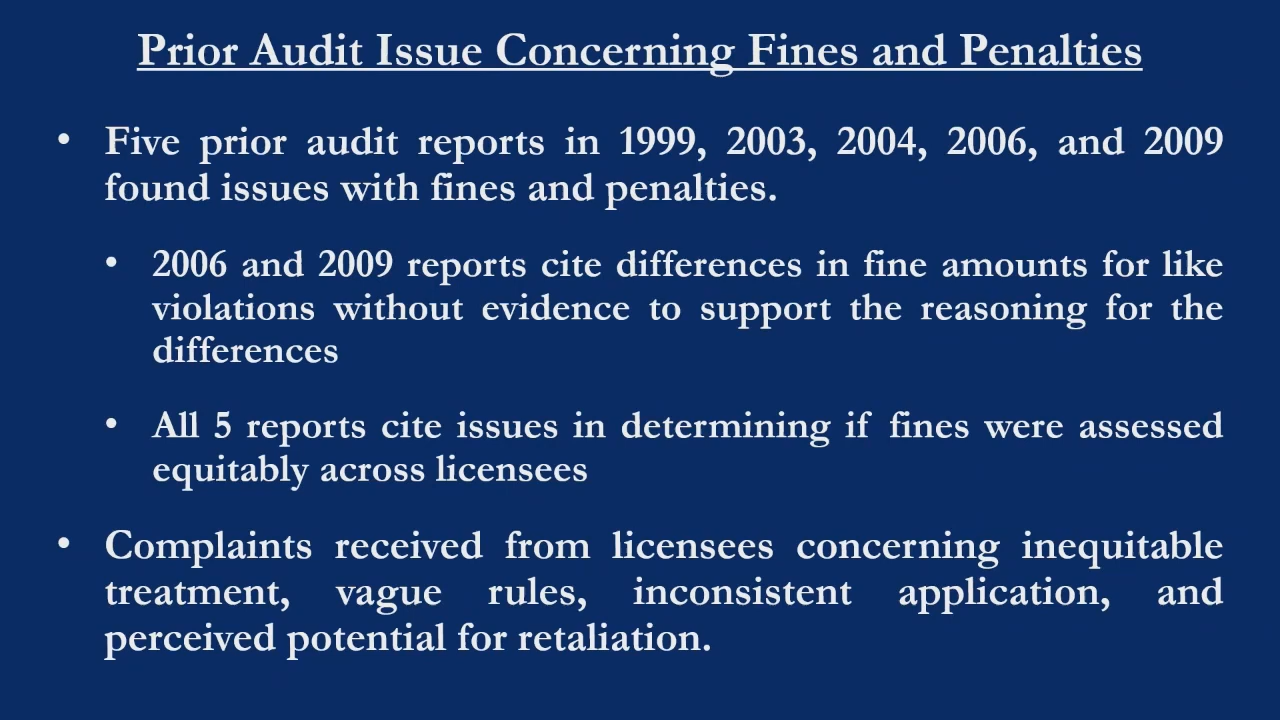 Prior Audit Issue Concerning Fines and Penalties
• Five prior audit reports in 1999, 2003, 2004, 2006, and 2009
found issues with fines and penalties.
• 2006 and 2009 reports cite differences in fine amounts for like
violations without evidence to support the reasoning for the
differences
• All 5 reports cite issues in determining if fines were assessed
equitably across licensees
• Complaints received from licensees concerning inequitable
treatment, vague rules, inconsistent application, and
perceived potential for retaliation.